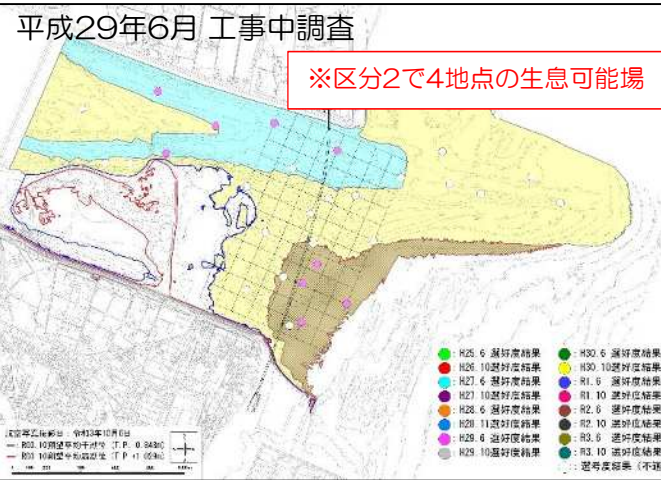 平成29年6月 工事中調査
※区分2で4地点の生息可能場
H25.6 選好度結果
H26.10選好度結果
H27.6 選好度結果
H27.10選好度結果
H28.6 選好度結果
H28.11選好度結果
H29.6 選好度結果
H29.10選好度結果
H30.6 選好度結果
H30.10選好度結果
R1.6 選好度結果
R1.10 選好度結果
R2.6 選好度結果
R2.10 選好度結果
R3.6 選好度結果
R3.10 選好度結果